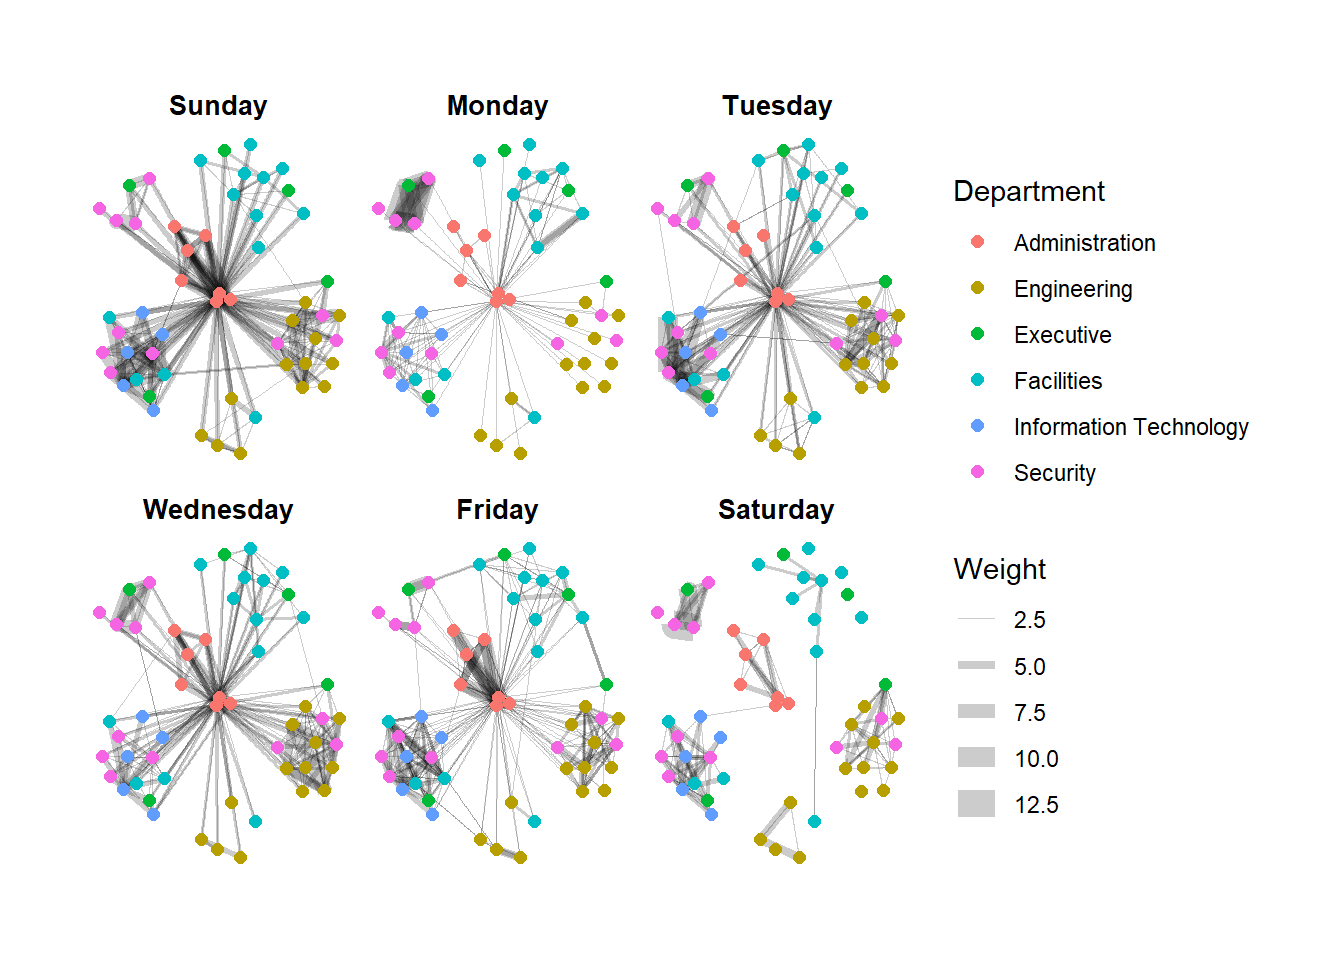 Sunday
Monday
Tuesday
Wednesday
Friday
Saturday
Department
Administration
Engineering
Executive
Facilities
Information Technology
Security
Weight
2.5
5.0
7.5
10.0
12.5